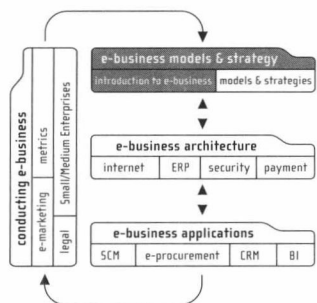 e-business models & strategy
introduction to e-business models & strategies
conducting e-business
e-marketing metrics
legal Small/Medium Enterprises
e-business architecture
internet ERP security payment
e-business applications
SCM e-procurement CRM BI